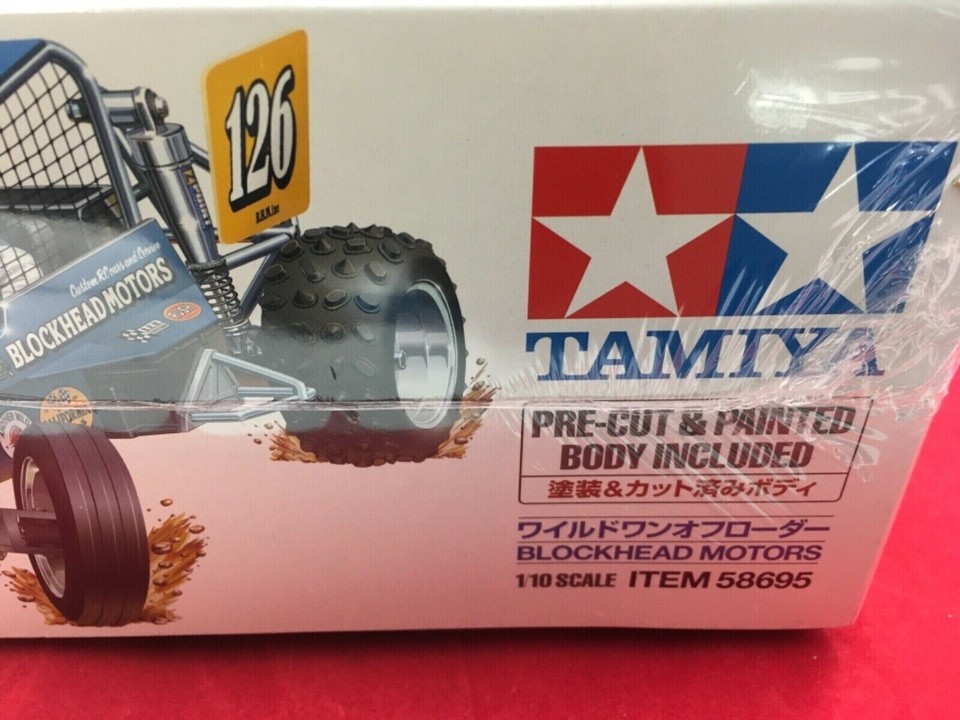 126
B.H.M. inc
TAMIYA
Custom RC cars and Service
BLOCKHEAD MOTORS
TAMIYA
PRE-CUT & PAINTED
BODY INCLUDED
塗装&カット済みボディ
ワイルドワンオフローダー
BLOCKHEAD MOTORS
1/10 SCALE ITEM 58695